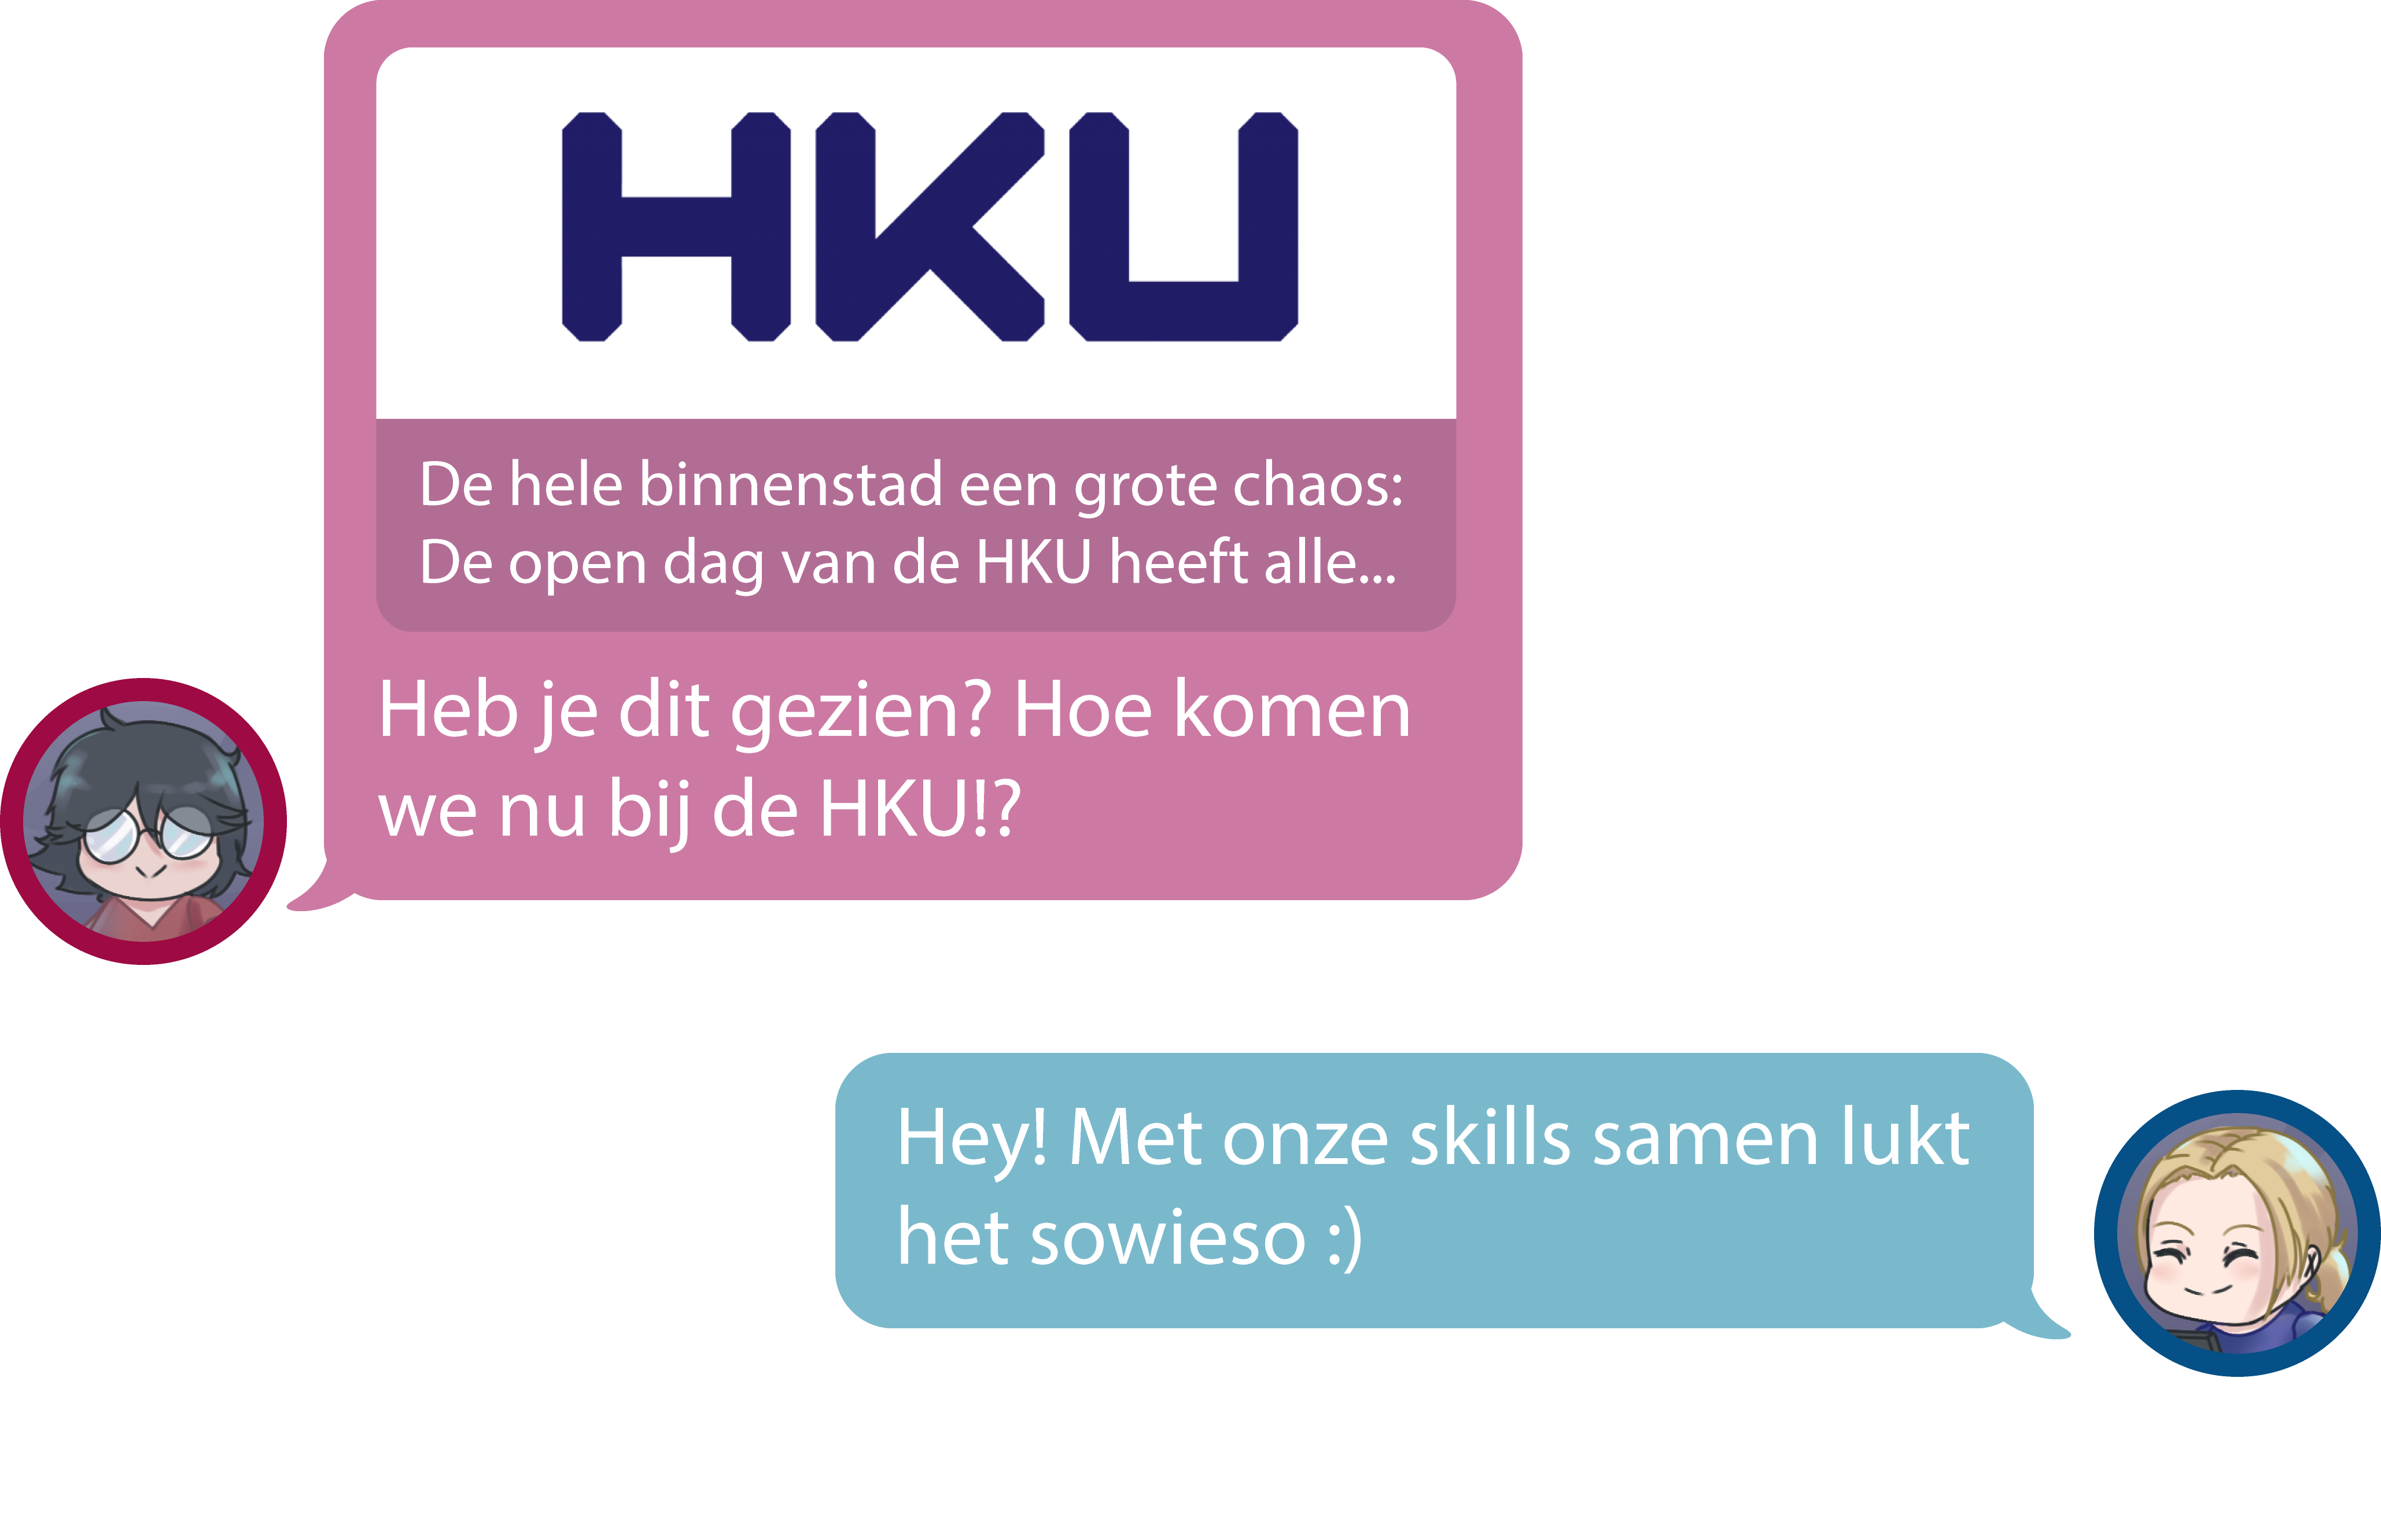 HKU
De hele binnenstad een grote chaos:
De open dag van de HKU heeft alle...
Heb je dit gezien? Hoe komen
we nu bij de HKU!?
Hey! Met onze skills samen lukt
het sowieso :)